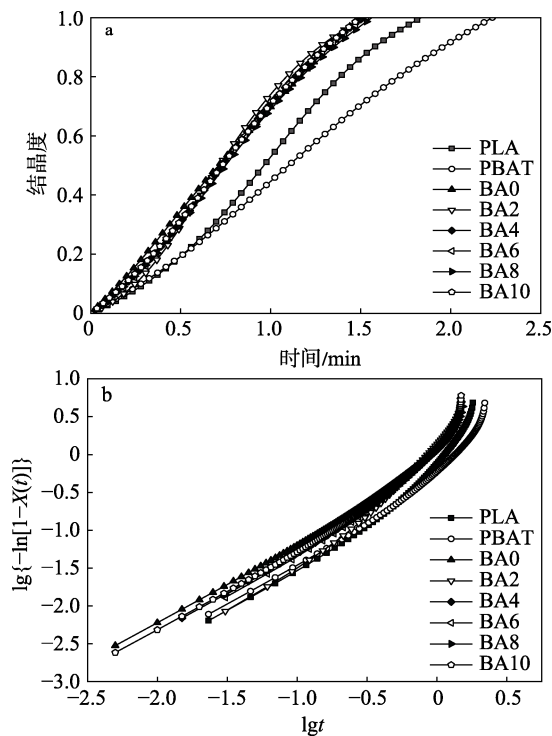 a
1.0
0.8
0.6
0.4
0.2
0
结晶度
PLA
PBAT
BA0
BA2
BA4
BA6
BA8
BA10
0 0.5 1.0 1.5 2.0 2.5
时间/min
b
1.0
0.5
0
−0.5
−1.0
−1.5
−2.0
−2.5
−3.0
lg{−ln[1−X(t)]}
PLA
PBAT
BA0
BA2
BA4
BA6
BA8
BA10
−2.5 −2.0 −1.5 −1.0 −0.5 0 0.5
lgt